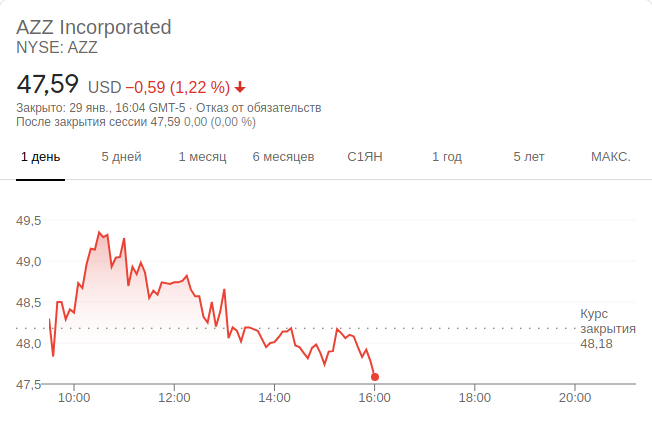 AZZ Incorporated
NYSE: AZZ
47,59 USD −0,59 (1,22 %)
Закрыто: 29 янв., 16:04 GMT-5 · Отказ от обязательств
После закрытия сессии 47,59 0,00 (0,00 %)
1 день 5 дней 1 месяц 6 месяцев С1ЯН 1 год 5 лет МАКС.
49,5
49,0
48,5
Курс
закрытия
48,18
48,0
47,5
10:00 12:00 14:00 16:00 18:00 20:00